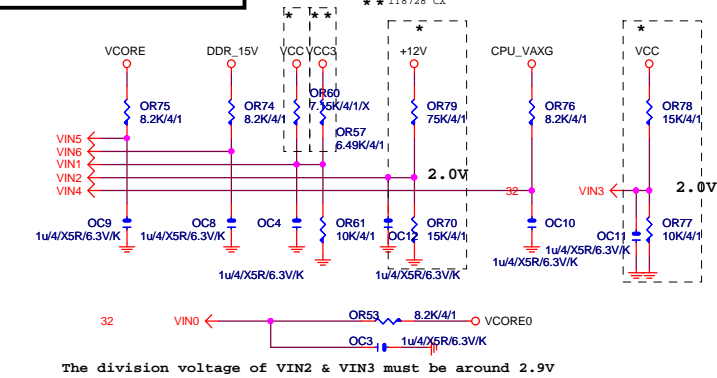 ** 118728 CX
* ** * *
VCORE DDR_15V VCC VCC3 +12V CPU_VAXG VCC
OR75
8.2K/4/1
OR74
8.2K/4/1
OR60
7.15K/4/1/X
OR57
6.49K/4/1
OR79
75K/4/1
OR76
8.2K/4/1
OR78
15K/4/1
VIN5
VIN6
VIN1
VIN2
VIN4
2.0V
32
VIN3
2.0V
OC9
1u/4/X5R/6.3V/K
OC8
1u/4/X5R/6.3V/K
OC4
1u/4/X5R/6.3V/K
OR61
10K/4/1
1u/4/X5R/6.3V/K
OR70
15K/4/1
OC10
1u/4/X5R/6.3V/K
OC11
1u/4/X5R/6.3V/K
OR77
10K/4/1
32 VIN0
OR53 8.2K/4/1
VCORE0
OC3 1u/4/X5R/6.3V/K
The division voltage of VIN2 & VIN3 must be around 2.9V